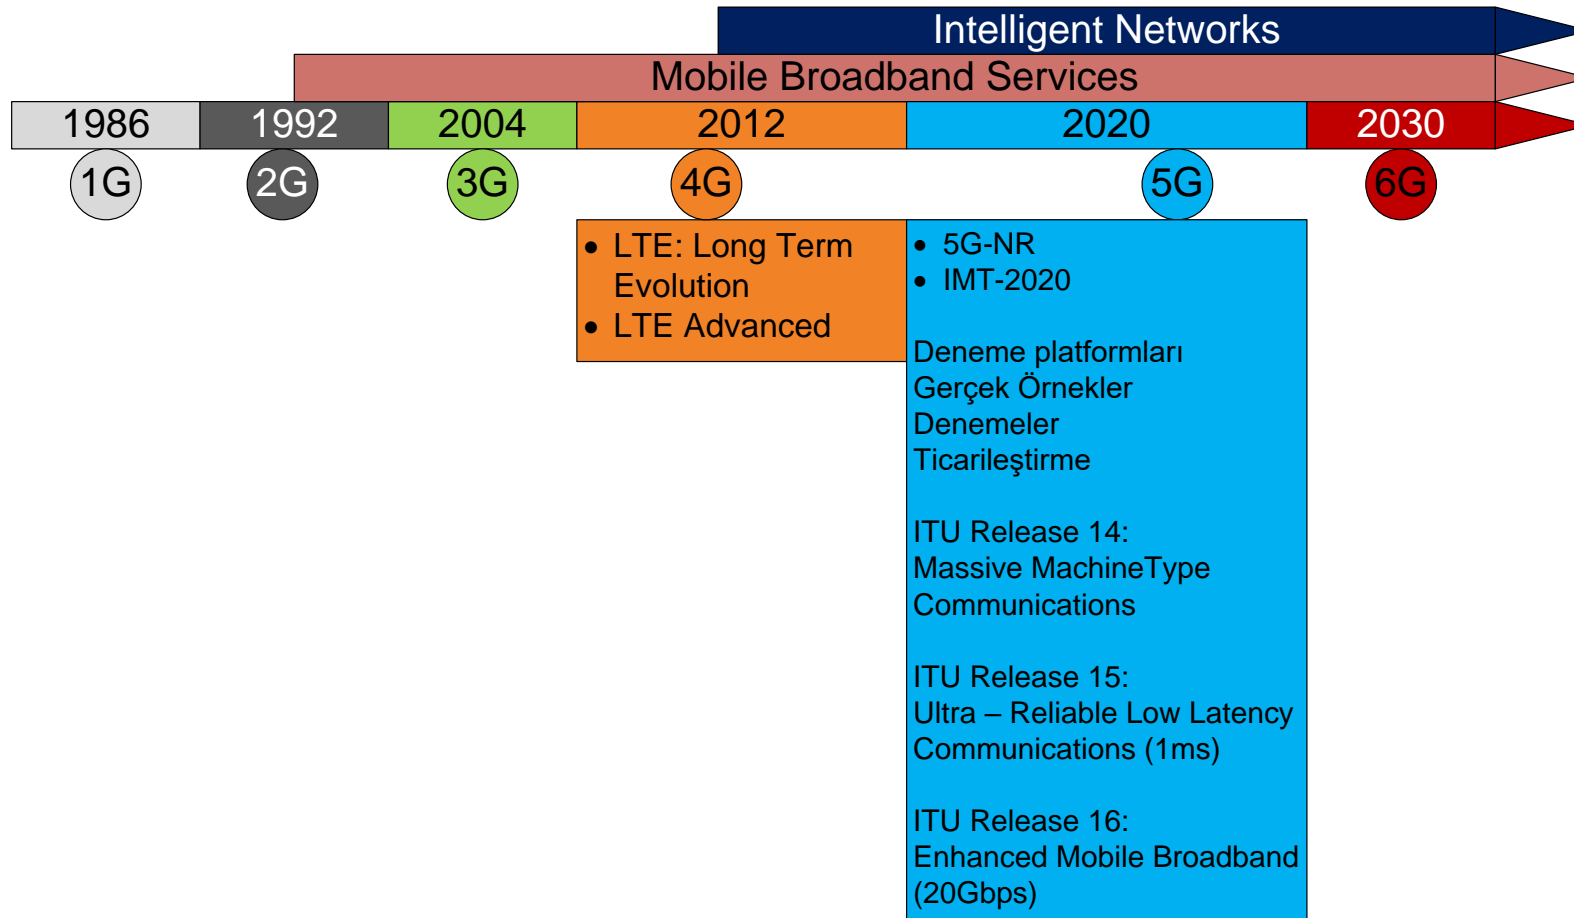 Intelligent Networks
Mobile Broadband Services
1986
1992
2004
2012
2020
2030
1G
2G
3G
4G
5G
6G
• LTE: Long Term
Evolution
• LTE Advanced
• 5G-NR
• IMT-2020
Deneme platformları
Gerçek Örnekler
Denemeler
Ticarileştirme
ITU Release 14:
Massive MachineType
Communications
ITU Release 15:
Ultra – Reliable Low Latency
Communications (1ms)
ITU Release 16:
Enhanced Mobile Broadband
(20Gbps)